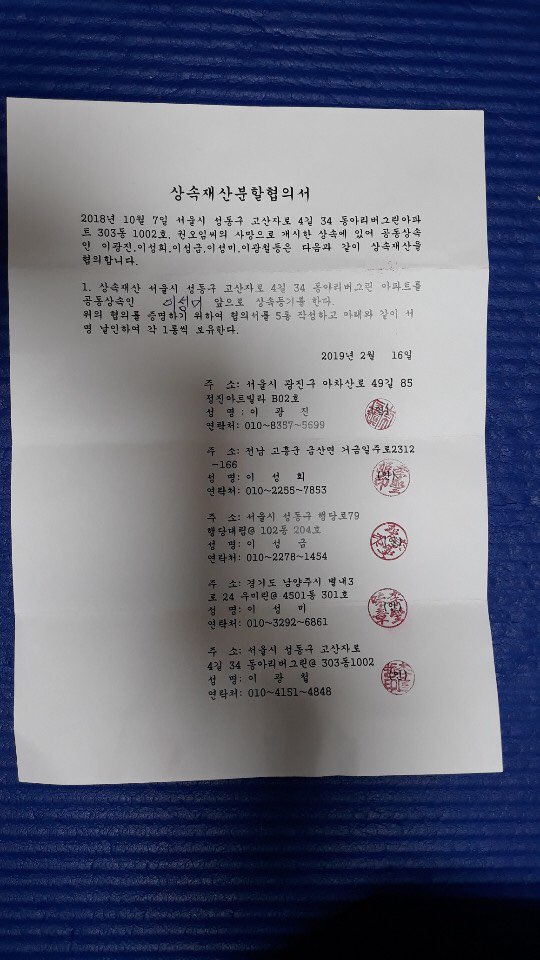 상속재산분할협의서
2018년 10월 7일 서울시 성동구 고산자로 4길 34 동아리버그린아파
트 303동 1002호, 권오임씨의 사망으로 개시한 상속에 있어 공동상속
인 이광진,이성희,이성금,이성미,이광철등은 다음과 같이 상속재산을
협의합니다.
1. 상속재산 서울시 성동구 고산자로 4길 34 동아리버그린 아파트를
공동상속인 이성미 앞으로 상속등기를 한다.
위의 협의를 증명하기 위하여 협의서를 5통 작성하고 아래와 같이 서
명 날인하여 각 1통씩 보유한다.
2019년 2월 16일
주 소: 서울시 광진구 아차산로 49길 85
정진아트빌라 B02호
성 명 : 이 광 진
연락처: 010~8357~5699
주 소: 전남 고흥군 금산면 거금일주로2312
-166
성 명: 이 성 희 (인)
연락처: 010~2255~7853
주 소: 서울시 성동구 행당로79
행당대림@ 102동 204호
성 명: 이 성 금
연락처: 010~2278~1454
주 소: 경기도 남양주시 별내3
로 24 우미린@ 4501동 301호
성 명: 이 성 미 (인)
연락처: 010~3292~6861
주 소: 서울시 성동구 고산자로
4길 34 동아리버그린@ 303동1002
성 명: 이 광 철 (인)
연락처: 010~4151~4848